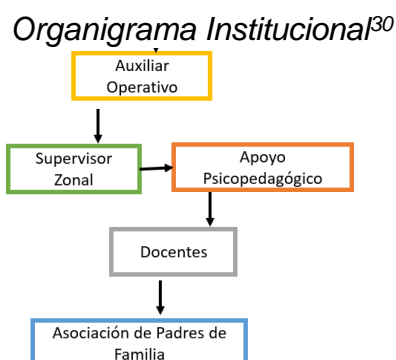 Organigrama Institucional30
Auxiliar
Operativo
Supervisor
Zonal
Apoyo
Psicopedagógico
Docentes
Asociación de Padres de
Familia